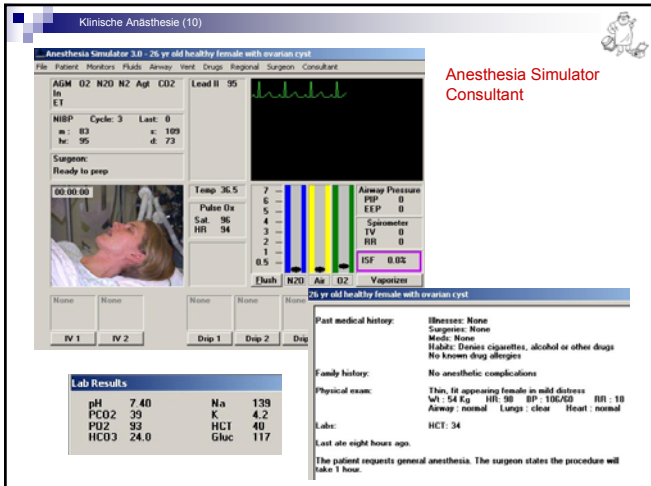 Klinische Anästhesie (10)
Anesthesia Simulator
Consultant
Anesthesia Simulator 3.0 - 26 yr old healthy female with ovarian cyst
File Patient Monitors Fluids Airway Vent Drugs Regional Surgeon Consultant
AGM O2 N2O N2 Agt CO2
In
ET
Lead II 95
NIBP Cycle: 3 Last: 0
m : 83 s: 109
hr: 95 d: 73
Surgeon:
Ready to prep
00:00:00
Temp 36.5
Pulse Ox
Sat. 96
HR 94
7
6
5
4
3
2
1
0.5
Flush N2O Air O2
Airway Pressure
PIP 0
EEP 0
Spirometer
TV 0
RR 0
ISF 0.0%
Vaporizer
None None None None None
IV 1 IV 2 Drip 1 Drip 2 Drip
Lab Results
pH 7.40 Na 139
PCO2 39 K 4.2
PO2 93 HCT 40
HCO3 24.0 Gluc 117
26 yr old healthy female with ovarian cyst
Past medical history: Illnesses: None
Surgeries: None
Meds: None
Habits: Denies cigarettes, alcohol or other drugs
No known drug allergies
Family history: No anesthetic complications
Physical exam: Thin, fit appearing female in mild distress
Wt : 54 Kg HR: 90 BP : 106/60 RR : 10
Airway : normal Lungs : clear Heart : normal
Labs: HCT: 34
Last ate eight hours ago.
The patient requests general anesthesia. The surgeon states the procedure will
take 1 hour.